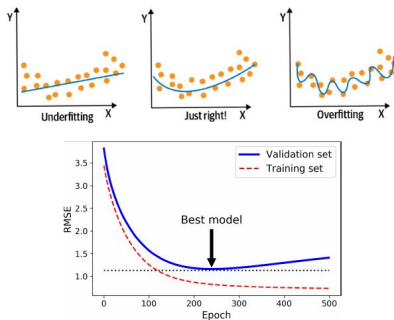 Y
X
Underfitting
Y
X
Just right!
Y
X
Overfitting
Validation set
Training set
Best model
RMSE
3.5
3.0
2.5
2.0
1.5
1.0
0 100 200 300 400 500
Epoch